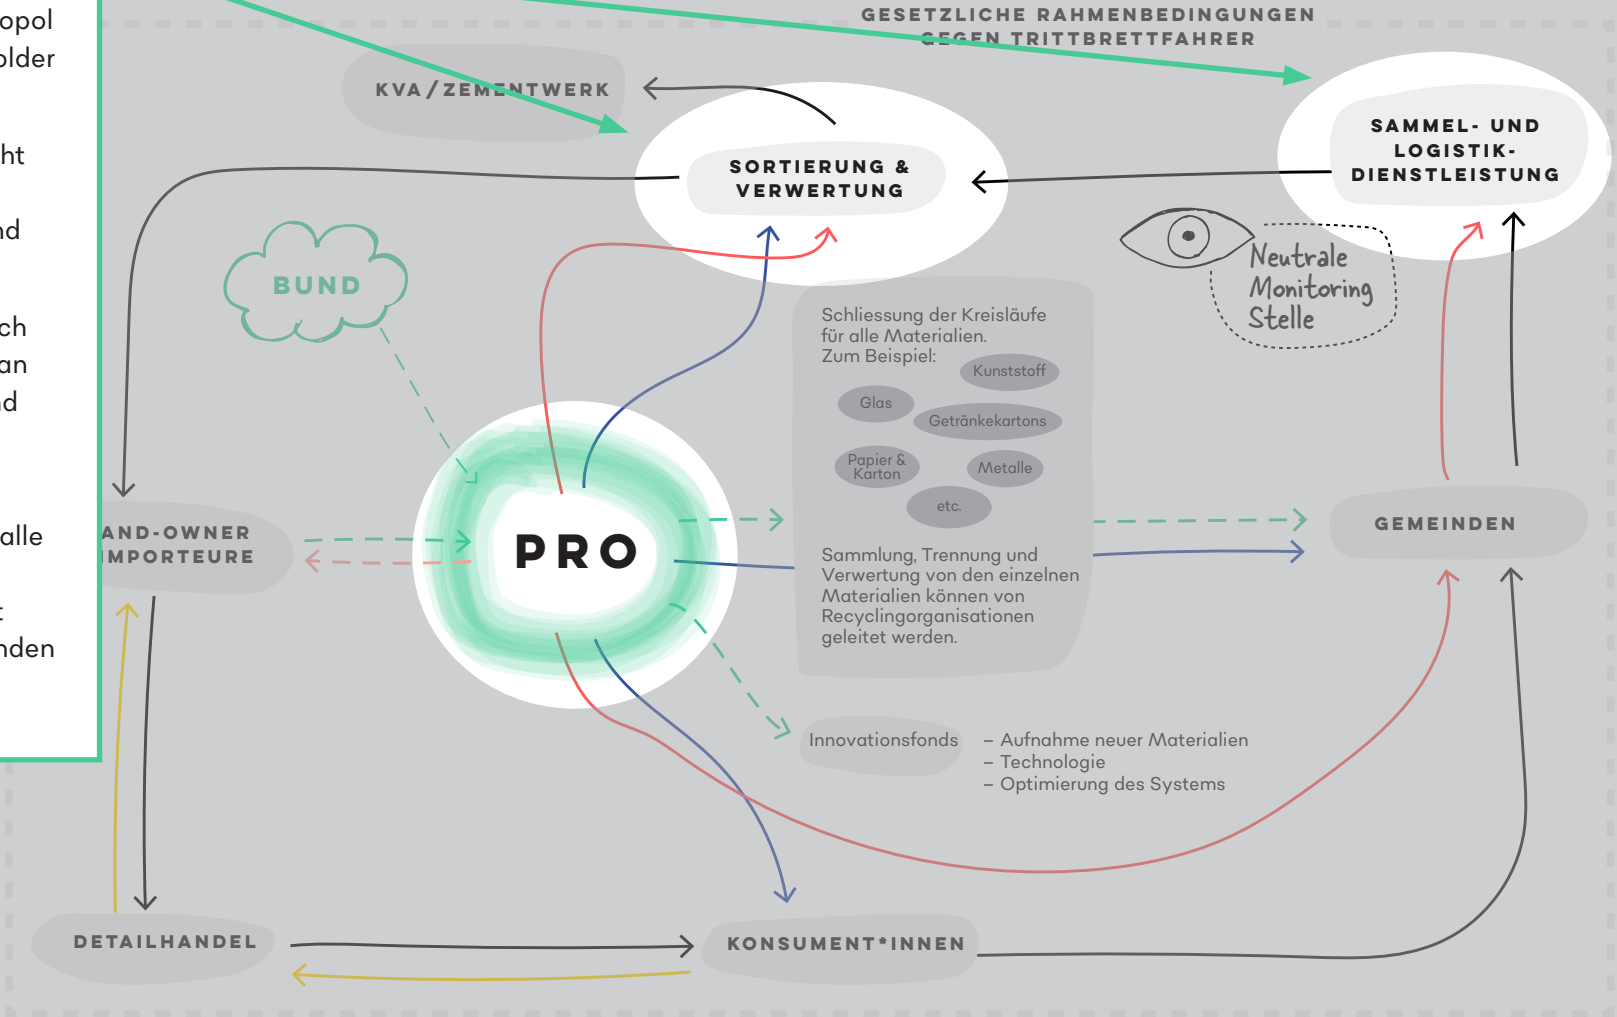 GESETZLICHE RAHMENBEDINGUNGEN
GEGEN TRITTBRETTFAHRER
opol
older
ht
nd
ch
an
nd
alle
t
nden
KVA/ZEMENTWERK
SORTIERUNG &
VERWERTUNG
SAMMEL- UND
LOGISTIK-
DIENSTLEISTUNG
BUND
Neutrale
Monitoring
Stelle
Schliessung der Kreisläufe
für alle Materialien.
Zum Beispiel:
Kunststoff
Glas
Getränkekartons
Papier &
Karton
Metalle
etc.
Sammlung, Trennung und
Verwertung von den einzelnen
Materialien können von
Recyclingorganisationen
geleitet werden.
AND-OWNER
IMPORTEURE
PRO
GEMEINDEN
Innovationsfonds
– Aufnahme neuer Materialien
– Technologie
– Optimierung des Systems
DETAILHANDEL
KONSUMENT*INNEN